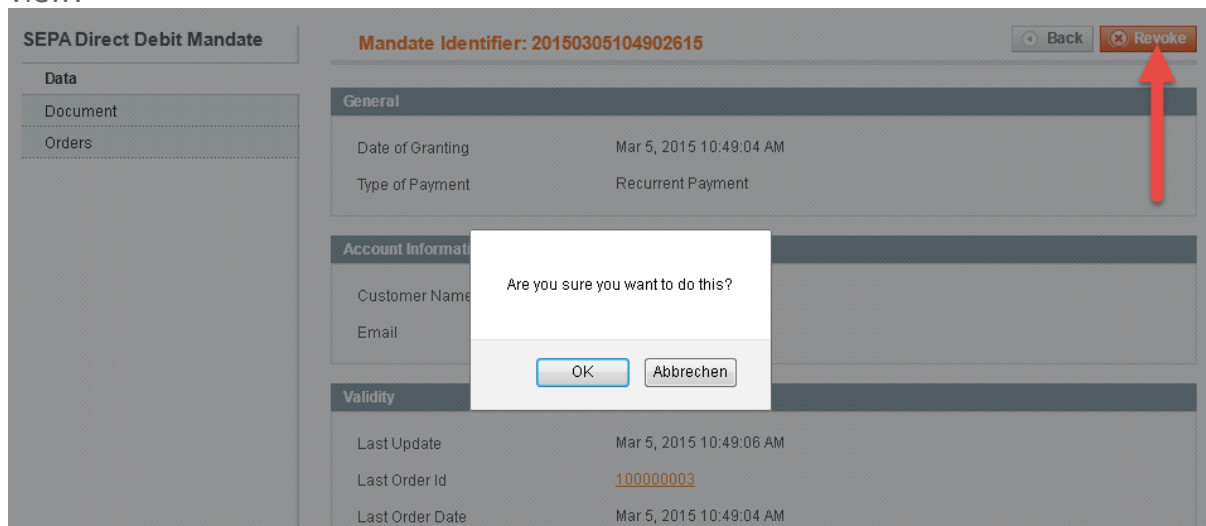 SEPA Direct Debit Mandate
Mandate Identifier: 20150305104902615
Back
Revoke
Data
Document
Orders
General
Date of Granting Mar 5, 2015 10:49:04 AM
Type of Payment Recurrent Payment
Account Informati
Customer Name
Email
Are you sure you want to do this?
OK Abbrechen
Validity
Last Update Mar 5, 2015 10:49:06 AM
Last Order Id 100000003
Last Order Date Mar 5, 2015 10:49:04 AM